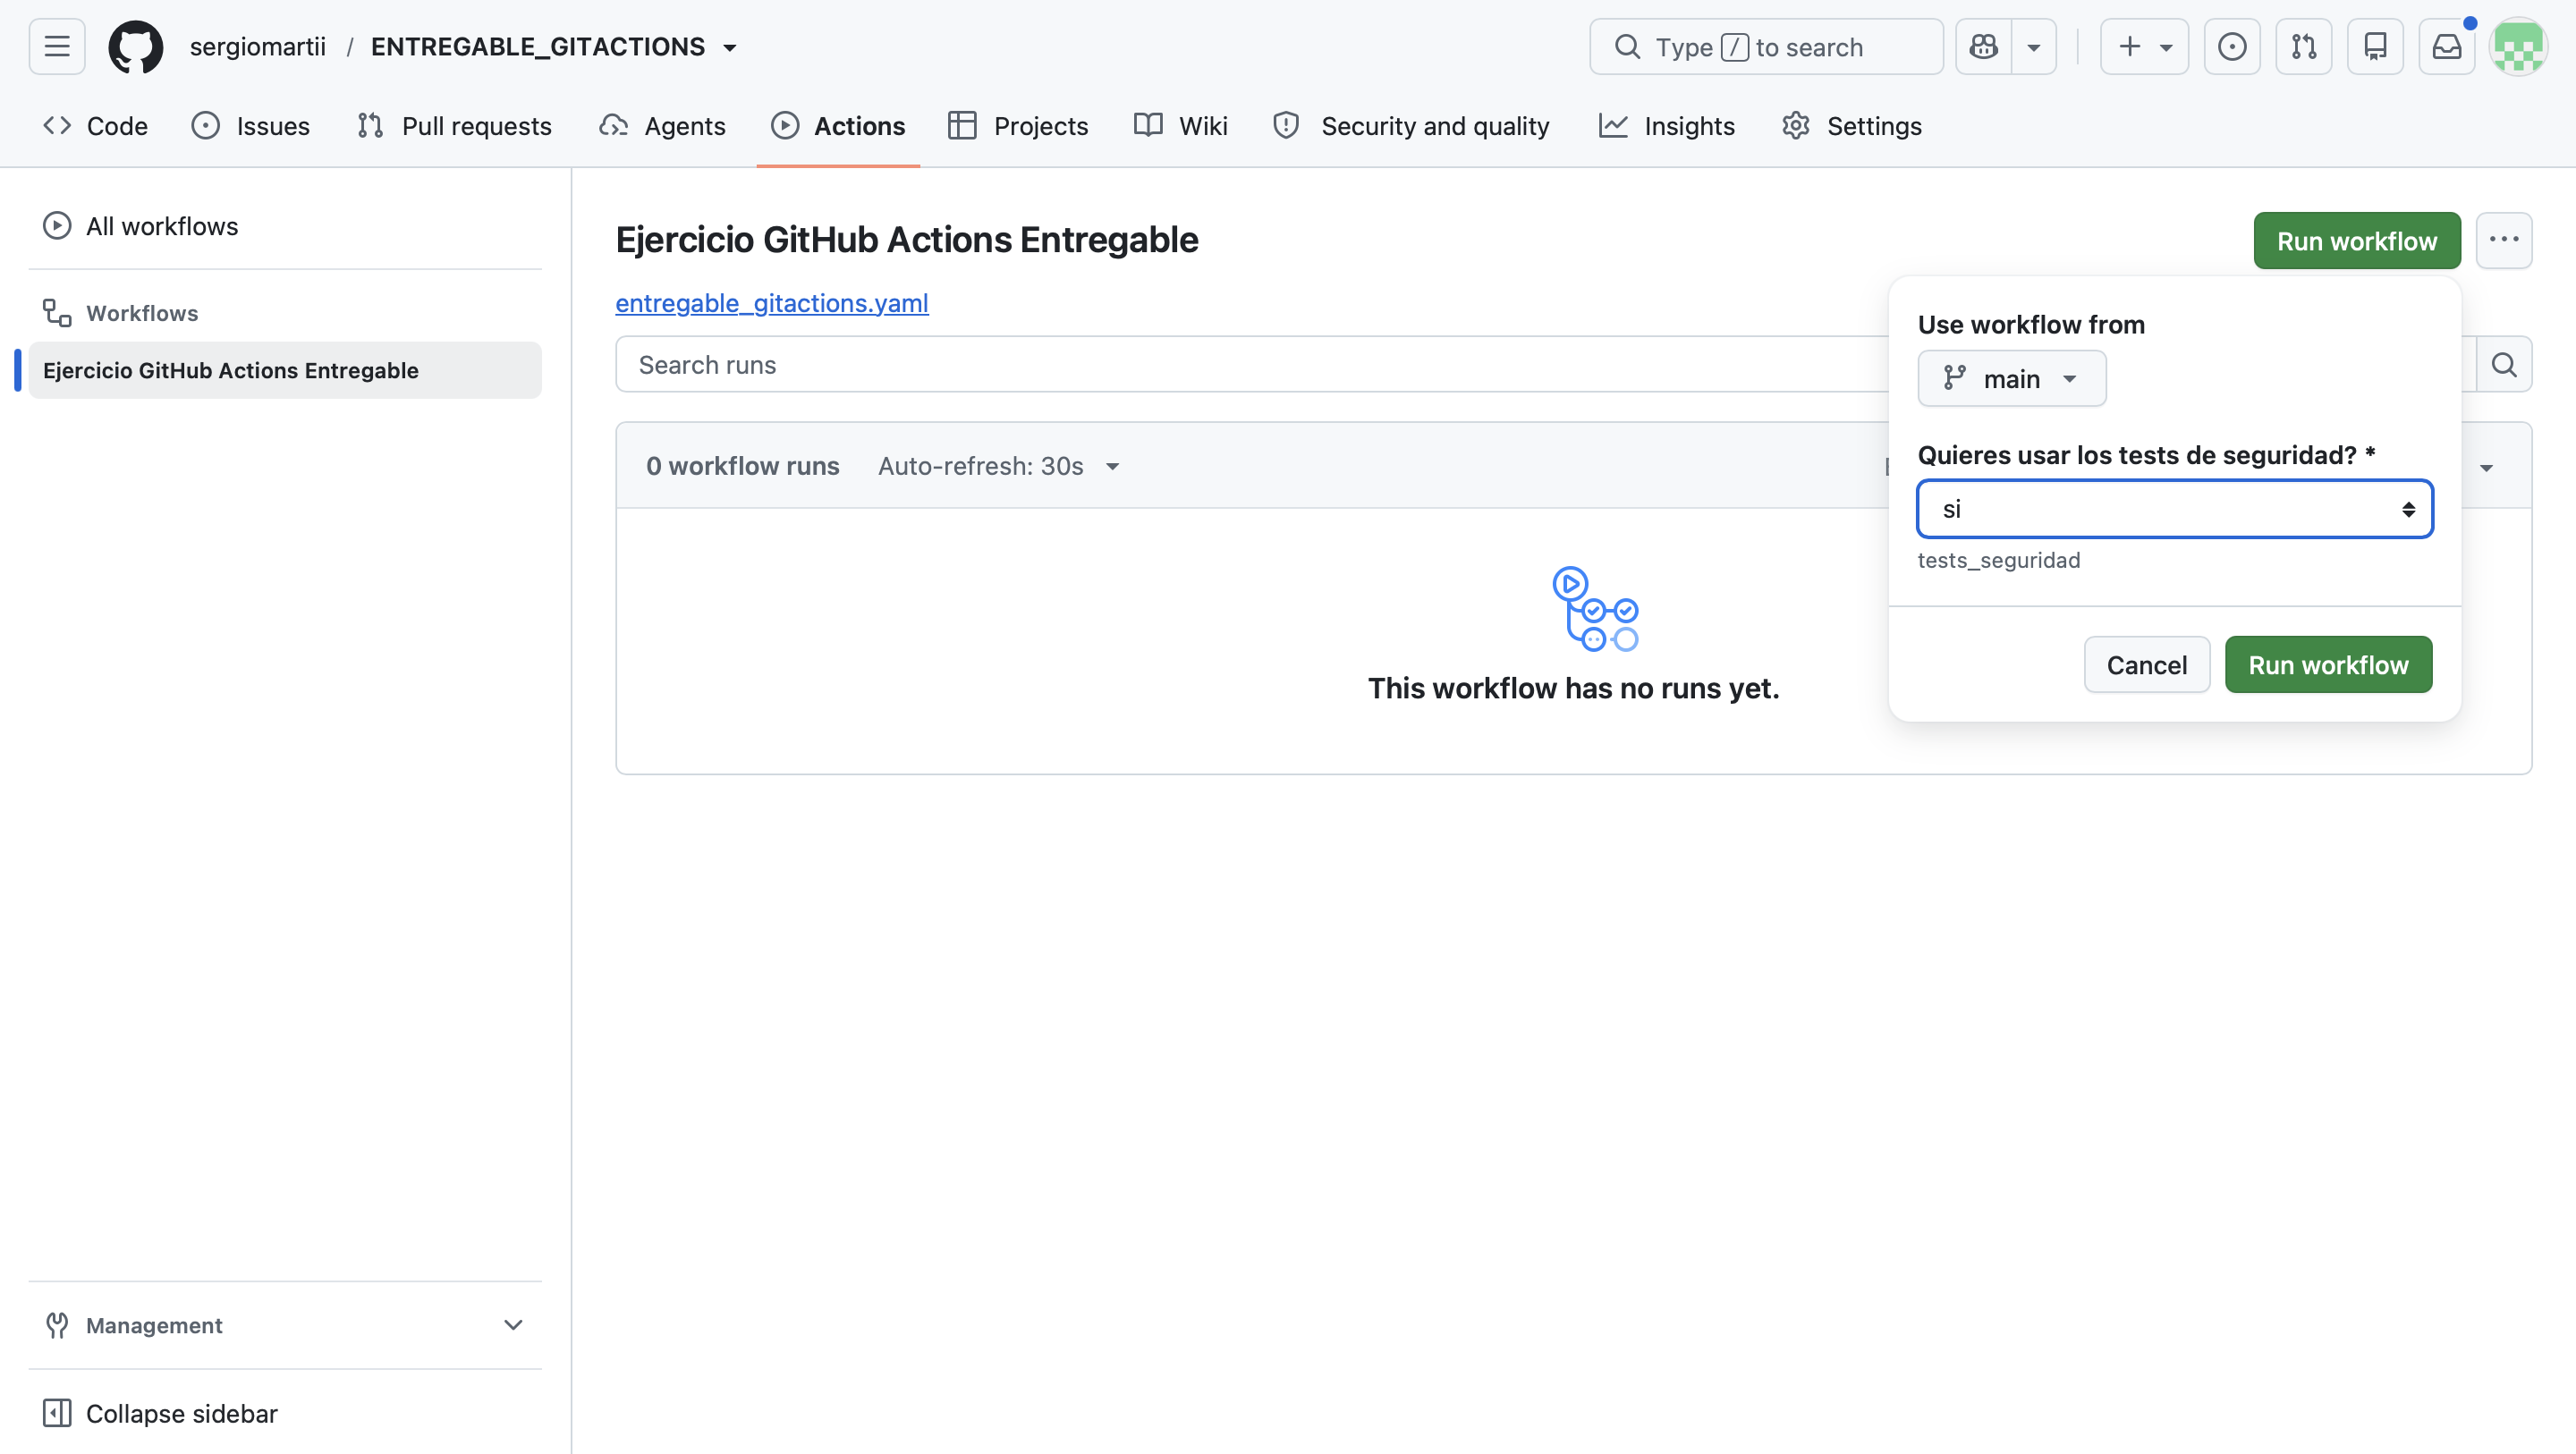 sergiomartii / ENTREGABLE_GITACTIONS
Type / to search
Code
Issues
Pull requests
Agents
Actions
Projects
Wiki
Security and quality
Insights
Settings
All workflows
Workflows
Ejercicio GitHub Actions Entregable
Management
Collapse sidebar
Ejercicio GitHub Actions Entregable
Run workflow
entregable_gitactions.yaml
Search runs
0 workflow runs
Auto-refresh: 30s
This workflow has no runs yet.
Use workflow from
main
Quieres usar los tests de seguridad? *
si
tests_seguridad
Cancel
Run workflow